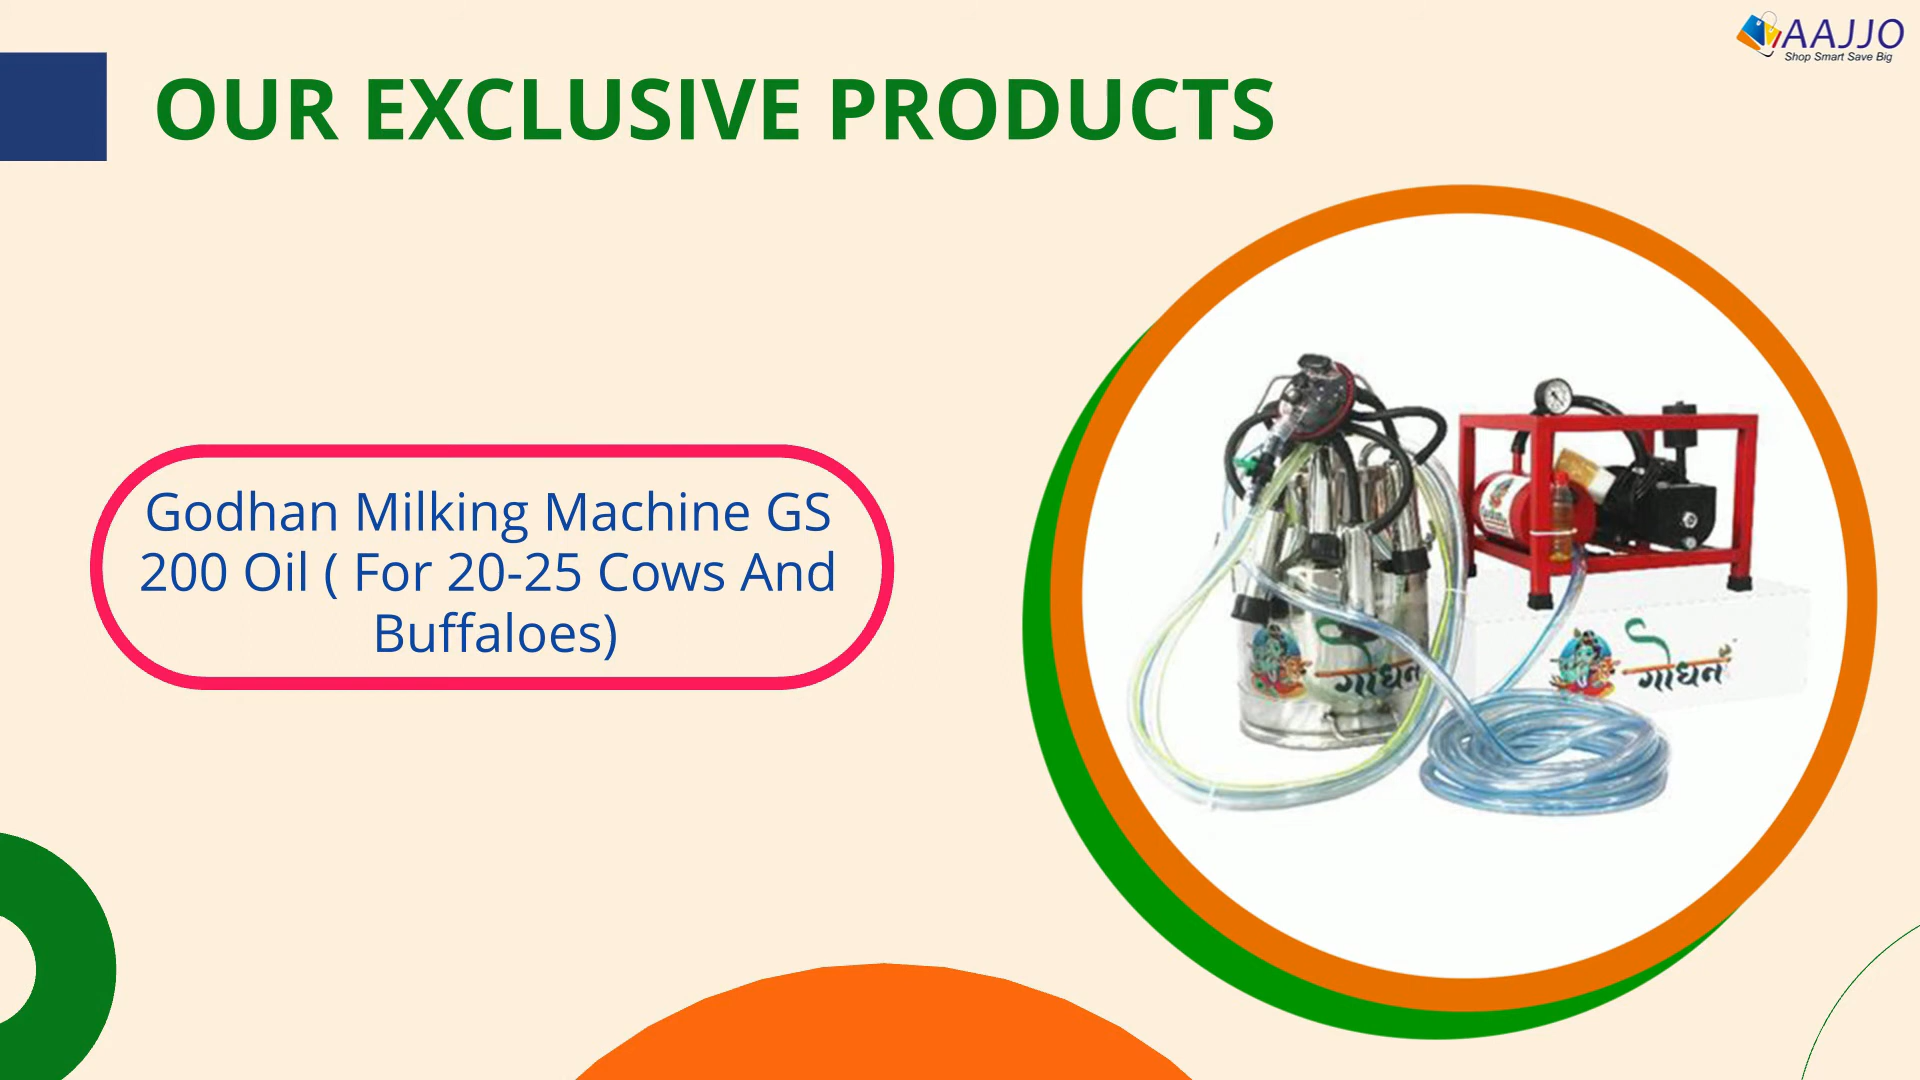 AAJJO
Shop Smart Save Big
OUR EXCLUSIVE PRODUCTS
Godhan Milking Machine GS
200 Oil ( For 20-25 Cows And
Buffaloes)
गोधन
गोधन